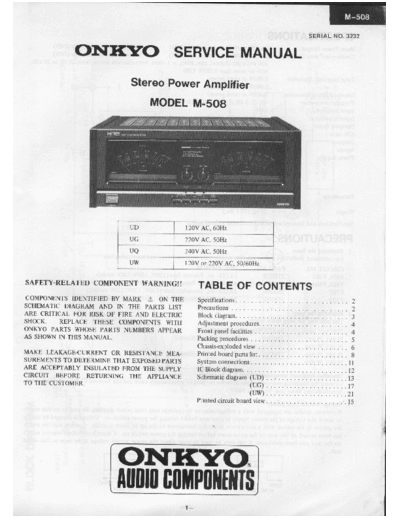 M-508
SERIAL NO. 3232
ONKYO SERVICE MANUAL
Stereo Power Amplifier
MODEL M-508
UD 120V AC, 60Hz
UG 220V AC, 50Hz
UQ 240V AC, 50Hz
UW 120V or 220V AC, 50/60Hz
SAFETY-RELATED COMPONENT WARNING!!
COMPONENTS IDENTIFIED BY MARK ⚠ ON THE
SCHEMATIC DIAGRAM AND IN THE PARTS LIST
ARE CRITICAL FOR RISK OF FIRE AND ELECTRIC
SHOCK. REPLACE THESE COMPONENTS WITH
ONKYO PARTS WHOSE PARTS NUMBERS APPEAR
AS SHOWN IN THIS MANUAL.
MAKE LEAKAGE-CURRENT OR RESISTANCE MEA-
SUREMENTS TO DETERMINE THAT EXPOSED PARTS
ARE ACCEPTABLY INSULATED FROM THE SUPPLY
CIRCUIT BEFORE RETURNING THE APPLIANCE
TO THE CUSTOMER.
TABLE OF CONTENTS
Specifications. 2
Precautions 2
Block diagram. 3
Adjustment procedures. 4
Front panel facilities 4
Packing procedures 5
Chassis-exploded view 6
Printed board parts list. 8
System connections 11
IC Block diagram. 12
Schematic diagram (UD) 13
(UG) 17
(UW) 21
Printed circuit board view 15
ONKYO
AUDIO COMPONENTS
-1-